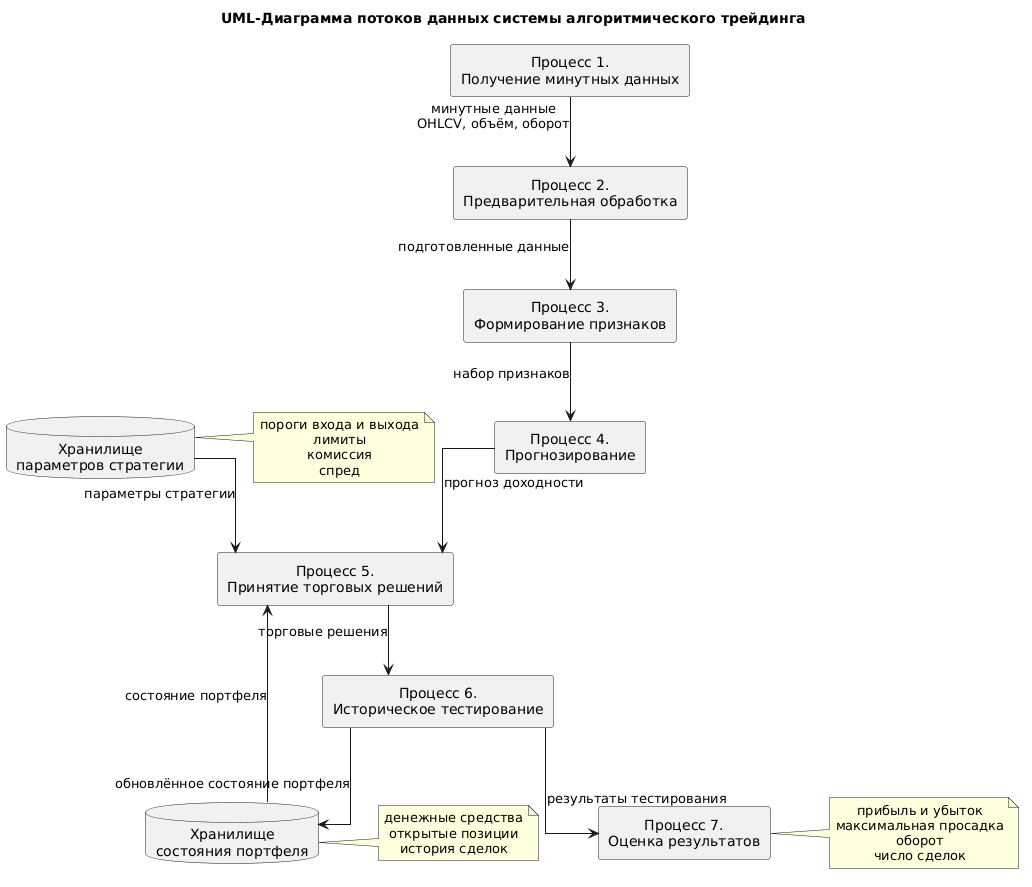 UML-Диаграмма потоков данных системы алгоритмического трейдинга
Процесс 1.
Получение минутных данных
минутные данные
OHLCV, объём, оборот
Процесс 2.
Предварительная обработка
подготовленные данные
Процесс 3.
Формирование признаков
набор признаков
Хранилище
параметров стратегии
пороги входа и выхода
лимиты
комиссия
спред
Процесс 4.
Прогнозирование
параметры стратегии
прогноз доходности
Процесс 5.
Принятие торговых решений
торговые решения
состояние портфеля
Процесс 6.
Историческое тестирование
обновлённое состояние портфеля
результаты тестирования
Хранилище
состояния портфеля
денежные средства
открытые позиции
история сделок
Процесс 7.
Оценка результатов
прибыль и убыток
максимальная просадка
оборот
число сделок